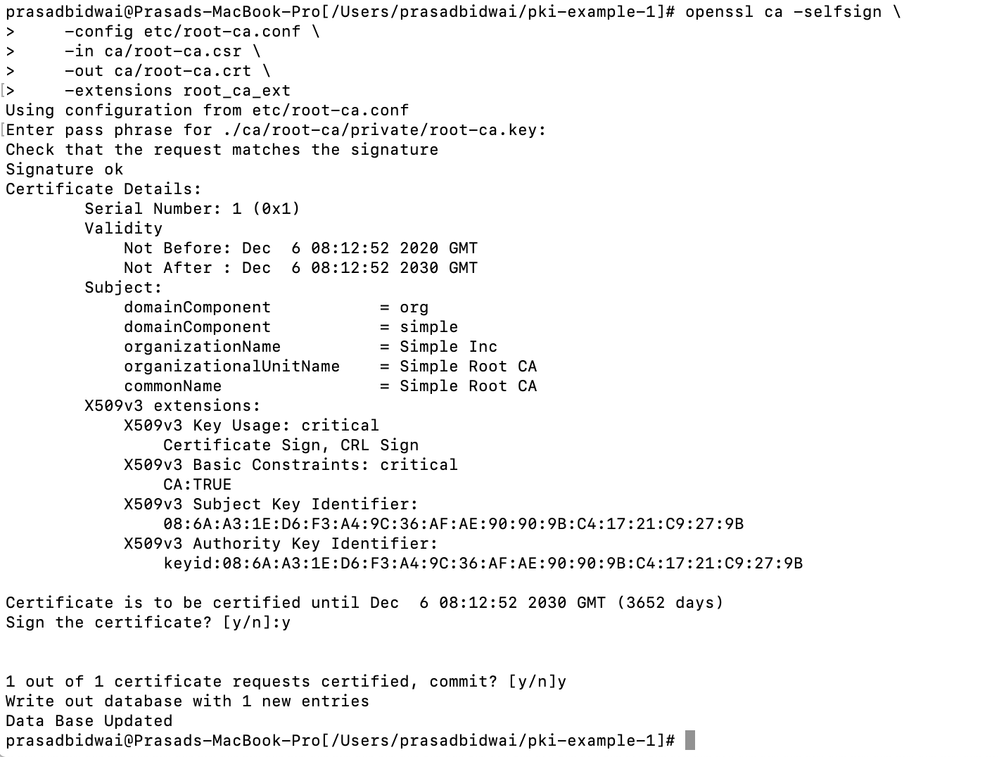 prasadbidwai@Prasads-MacBook-Pro[/Users/prasadbidwai/pki-example-1]# openssl ca -selfsign \
>     -config etc/root-ca.conf \
>     -in ca/root-ca.csr \
>     -out ca/root-ca.crt \
[>     -extensions root_ca_ext
Using configuration from etc/root-ca.conf
[Enter pass phrase for ./ca/root-ca/private/root-ca.key:
Check that the request matches the signature
Signature ok
Certificate Details:
        Serial Number: 1 (0x1)
        Validity
            Not Before: Dec  6 08:12:52 2020 GMT
            Not After : Dec  6 08:12:52 2030 GMT
        Subject:
            domainComponent           = org
            domainComponent           = simple
            organizationName          = Simple Inc
            organizationalUnitName    = Simple Root CA
            commonName                = Simple Root CA
        X509v3 extensions:
            X509v3 Key Usage: critical
                Certificate Sign, CRL Sign
            X509v3 Basic Constraints: critical
                CA:TRUE
            X509v3 Subject Key Identifier:
                08:6A:A3:1E:D6:F3:A4:9C:36:AF:AE:90:90:9B:C4:17:21:C9:27:9B
            X509v3 Authority Key Identifier:
                keyid:08:6A:A3:1E:D6:F3:A4:9C:36:AF:AE:90:90:9B:C4:17:21:C9:27:9B

Certificate is to be certified until Dec  6 08:12:52 2030 GMT (3652 days)
Sign the certificate? [y/n]:y


1 out of 1 certificate requests certified, commit? [y/n]y
Write out database with 1 new entries
Data Base Updated
prasadbidwai@Prasads-MacBook-Pro[/Users/prasadbidwai/pki-example-1]#